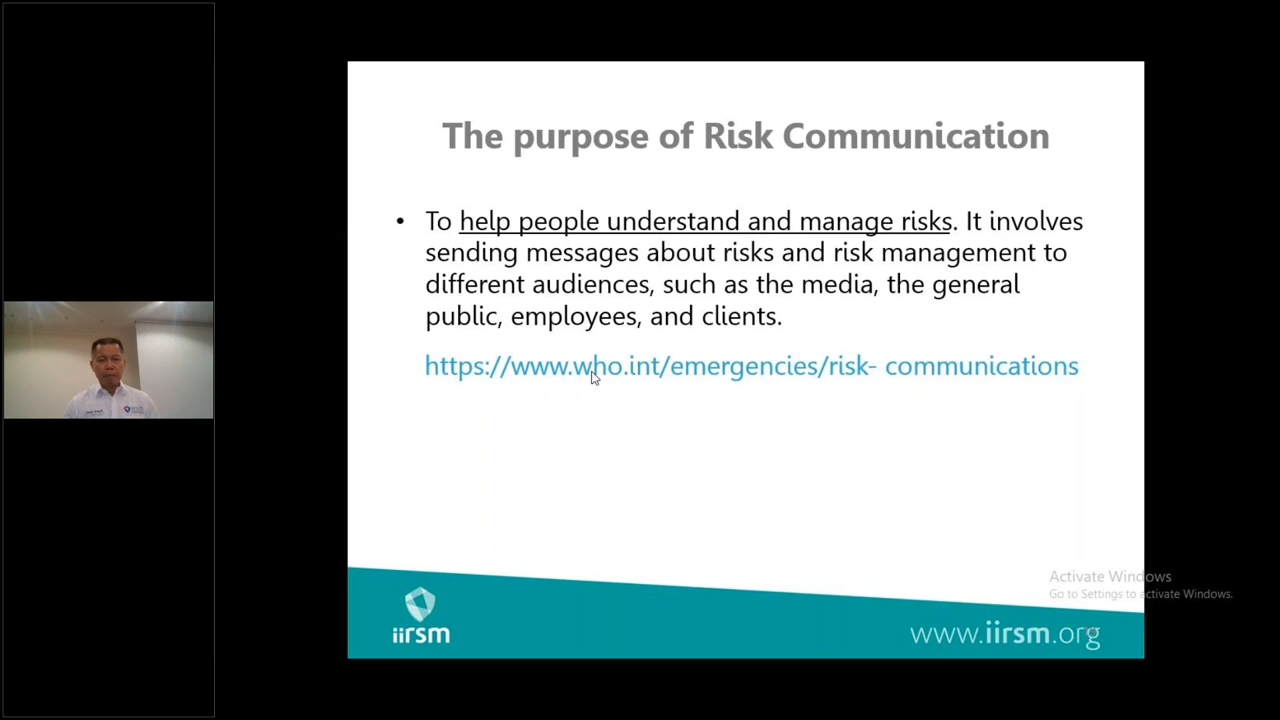 The purpose of Risk Communication
• To help people understand and manage risks. It involves
sending messages about risks and risk management to
different audiences, such as the media, the general
public, employees, and clients.
https://www.who.int/emergencies/risk- communications
Activate Windows
Go to Settings to activate Windows.
iirsm
www.iirsm.org